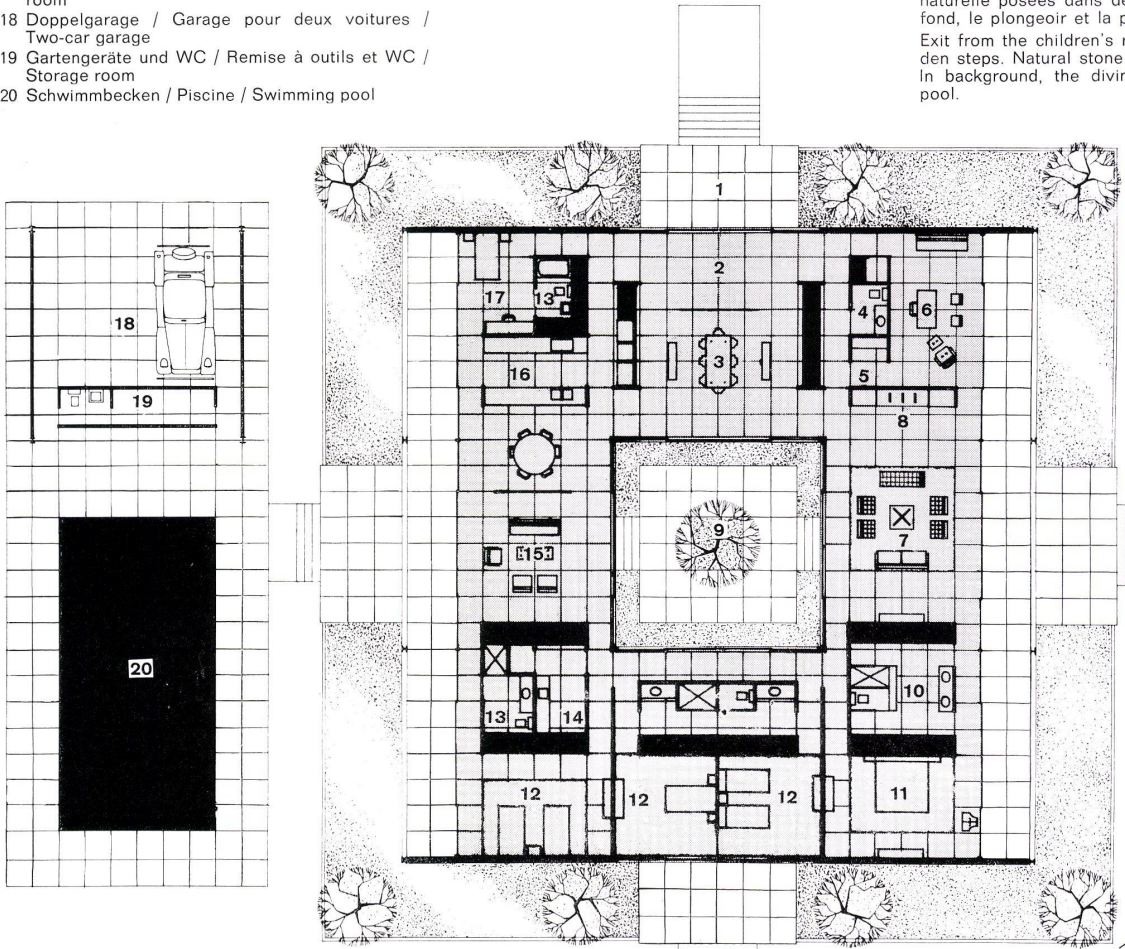 room
18 Doppelgarage / Garage pour deux voitures /
Two-car garage
19 Gartengeräte und WC / Remise à outils et WC /
Storage room
20 Schwimmbecken / Piscine / Swimming pool
naturelle posées dans
fond, le plongeoir et la
Exit from the children's
den steps. Natural stone
In background, the
pool.
1
2
17
13
4
6
18
3
16
5
19
8
9
15
7
20
10
13
14
12
12
12
11